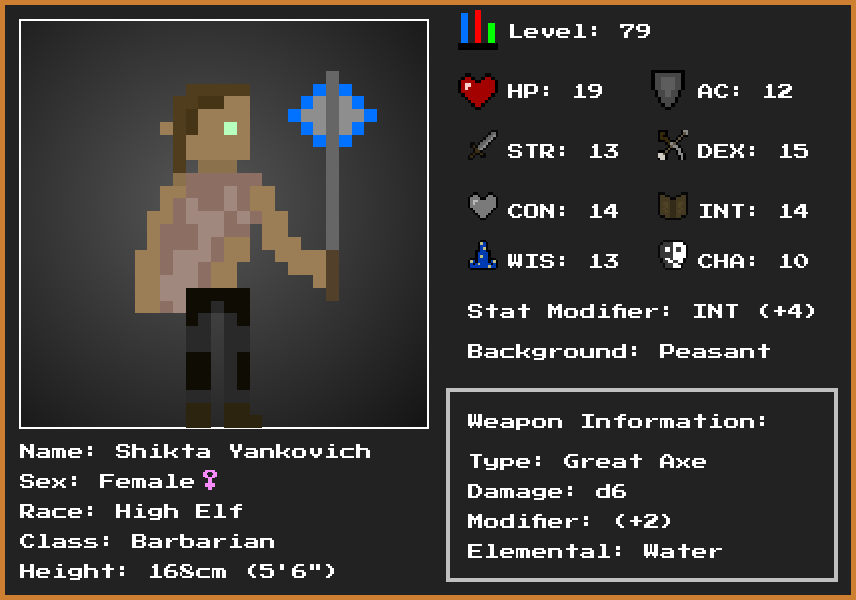 Level: 79
HP: 19 AC: 12
STR: 13 DEX: 15
CON: 14 INT: 14
WIS: 13 CHA: 10
Stat Modifier: INT (+4)
Background: Peasant
Weapon Information:
Type: Great Axe
Damage: d6
Modifier: (+2)
Elemental: Water
Name: Shikta Yankovich
Sex: Female♀
Race: High Elf
Class: Barbarian
Height: 168cm (5'6")